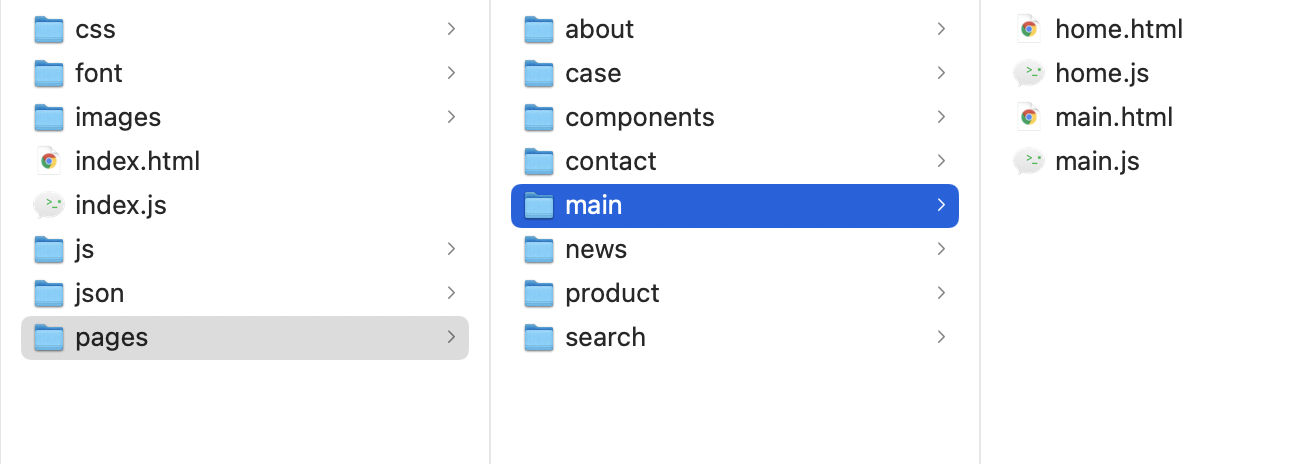 css
font
images
index.html
index.js
js
json
pages
about
case
components
contact
main
news
product
search
home.html
home.js
main.html
main.js